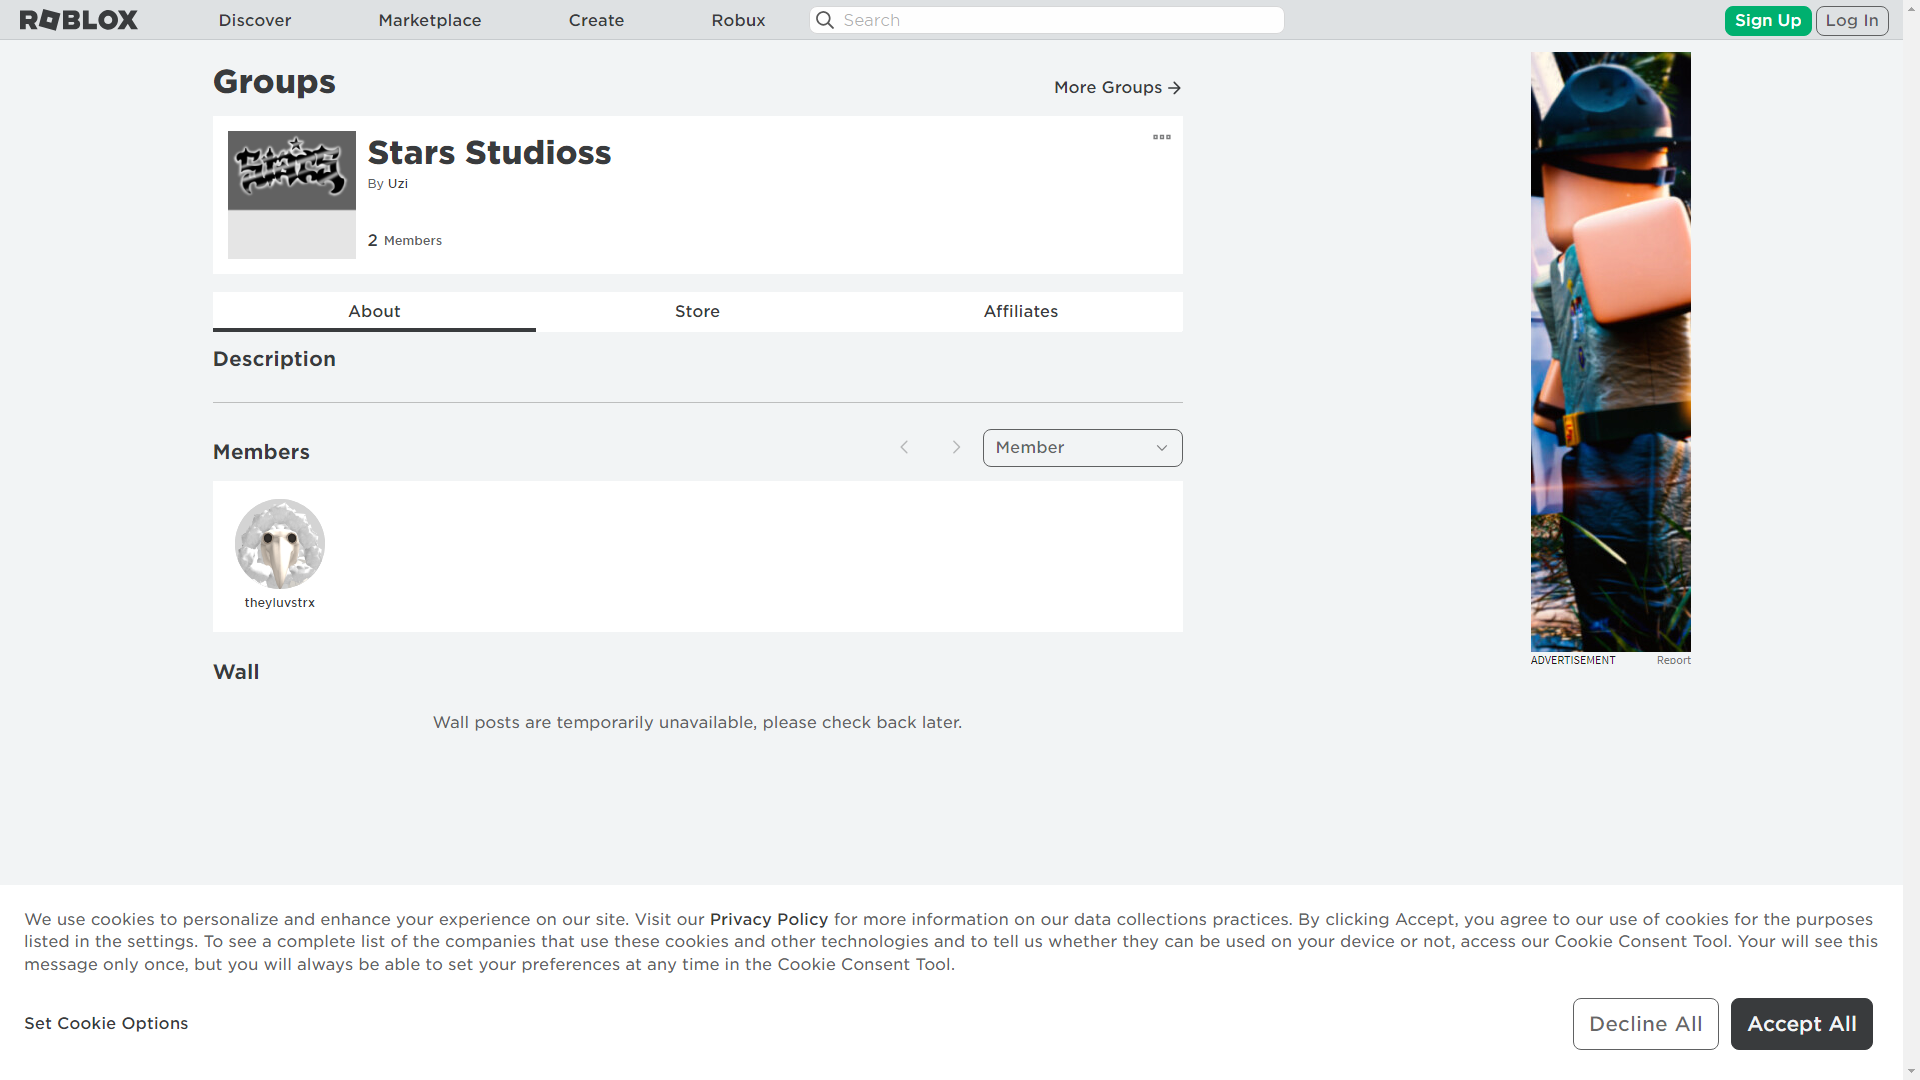 ROBLOX
Discover
Marketplace
Create
Robux
Search
Sign Up
Log In
Groups
More Groups
STARS
Stars Studioss
By Uzi
2 Members
About
Store
Affiliates
Description
Members
Member
theyluvstrx
ADVERTISEMENT
Report
Wall
Wall posts are temporarily unavailable, please check back later.
We use cookies to personalize and enhance your experience on our site. Visit our Privacy Policy for more information on our data collections practices. By clicking Accept, you agree to our use of cookies for the purposes
listed in the settings. To see a complete list of the companies that use these cookies and other technologies and to tell us whether they can be used on your device or not, access our Cookie Consent Tool. Your will see this
message only once, but you will always be able to set your preferences at any time in the Cookie Consent Tool.
Set Cookie Options
Decline All
Accept All